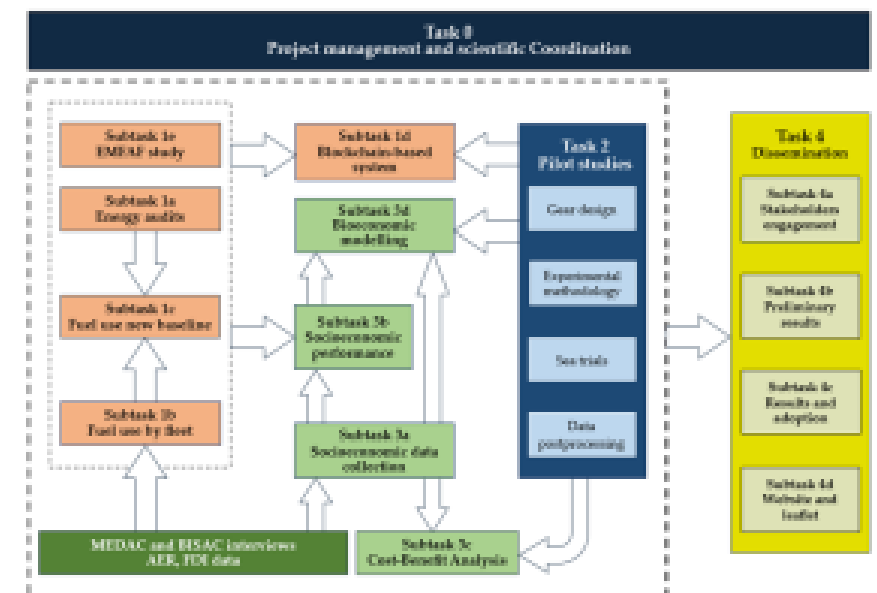 Task 0
Project management and scientific Coordination
Subtask 1e
EMFAF study
Subtask 1d
Blockchain-based
system
Task 2
Pilot studies
Task 4
Dissemination
Subtask 1a
Energy audits
Subtask 3d
Bioeconomic
modelling
Gear design
Subtask 4a
Stakeholders
engagement
Experimental
methodology
Subtask 1c
Fuel use new baseline
Subtask 3b
Socioeconomic
performance
Subtask 4b
Preliminary
results
Sea trials
Subtask 1b
Fuel use by fleet
Subtask 3a
Socioeconomic data
collection
Data
postprocessing
Subtask 4c
Results and
adoption
Subtask 4d
Website and
leaflet
MEDAC and BISAC interviews
AER, FDI data
Subtask 3c
Cost-Benefit Analysis